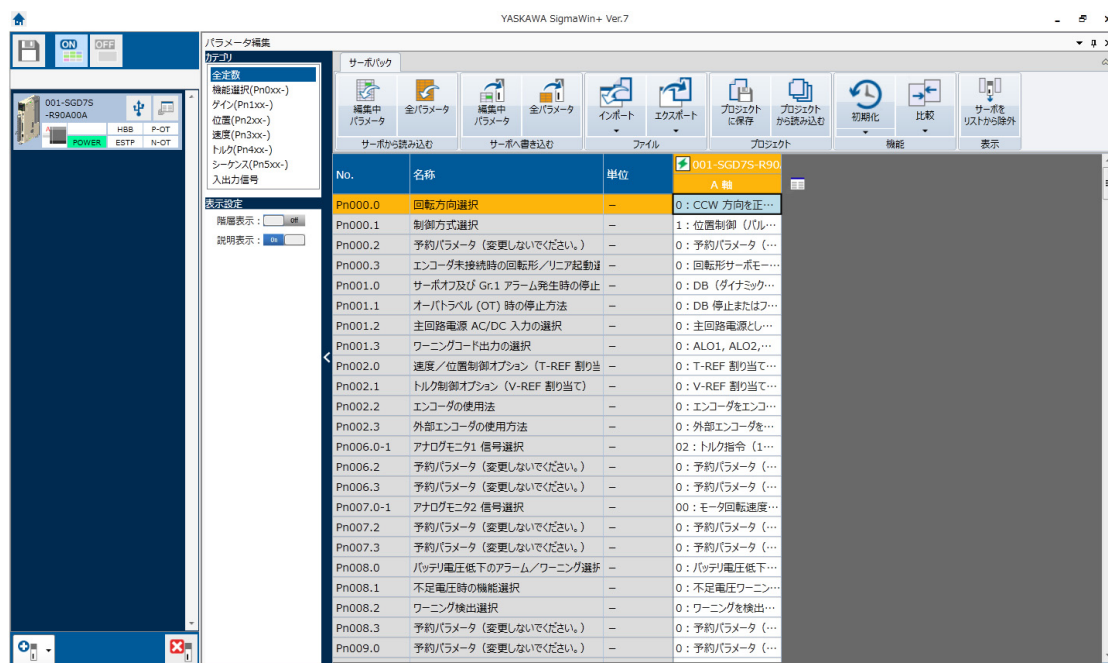 YASKAWA SigmaWin+ Ver.7
ON
OFF
001-SGD7S
-R90A00A
HBB
P-OT
POWER
ESTP
N-OT
パラメータ編集
カテゴリ
全定数
機能選択(Pn0xx-)
ゲイン(Pn1xx-)
位置(Pn2xx-)
速度(Pn3xx-)
トルク(Pn4xx-)
シーケンス(Pn5xx-)
入出力信号
表示設定
階層表示: off
説明表示: on
サーボパック
編集中
パラメータ
全パラメータ
サーボから読み込む
編集中
パラメータ
全パラメータ
サーボへ書き込む
インポート
エクスポート
ファイル
プロジェクト
に保存
プロジェクト
から読み込む
プロジェクト
初期化
比較
機能
サーボを
リストから除外
表示
No. 名称 単位 001-SGD7S-R90
A 軸
Pn000.0 回転方向選択 – 0:CCW 方向を正…
Pn000.1 制御方式選択 – 1:位置制御(パル…
Pn000.2 予約パラメータ(変更しないでください。) – 0:予約パラメータ(…
Pn000.3 エンコーダ未接続時の回転形/リニア起動 – 0:回転形サーボモー…
Pn001.0 サーボオフ及び Gr.1 アラーム発生時の停止 – 0:DB(ダイナミック…
Pn001.1 オーバトラベル (OT) 時の停止方法 – 0:DB 停止またはフ…
Pn001.2 主回路電源 AC/DC 入力の選択 – 0:主回路電源とし…
Pn001.3 ワーニングコード出力の選択 – 0:ALO1, ALO2,…
Pn002.0 速度/位置制御オプション(T-REF 割り当 – 0:T-REF 割り当て…
Pn002.1 トルク制御オプション(V-REF 割り当て) – 0:V-REF 割り当て…
Pn002.2 エンコーダの使用法 – 0:エンコーダをエンコ…
Pn002.3 外部エンコーダの使用方法 – 0:外部エンコーダを…
Pn006.0-1 アナログモニタ1 信号選択 – 02:トルク指令(1…
Pn006.2 予約パラメータ(変更しないでください。) – 0:予約パラメータ(…
Pn006.3 予約パラメータ(変更しないでください。) – 0:予約パラメータ(…
Pn007.0-1 アナログモニタ2 信号選択 – 00:モータ回転速度…
Pn007.2 予約パラメータ(変更しないでください。) – 0:予約パラメータ(…
Pn007.3 予約パラメータ(変更しないでください。) – 0:予約パラメータ(…
Pn008.0 バッテリ電圧低下のアラーム/ワーニング選択 – 0:バッテリ電圧低下…
Pn008.1 不足電圧時の機能選択 – 0:不足電圧ワーニン…
Pn008.2 ワーニング検出選択 – 0:ワーニングを検出…
Pn008.3 予約パラメータ(変更しないでください。) – 0:予約パラメータ(…
Pn009.0 予約パラメータ(変更しないでください。) – 0:予約パラメータ(…